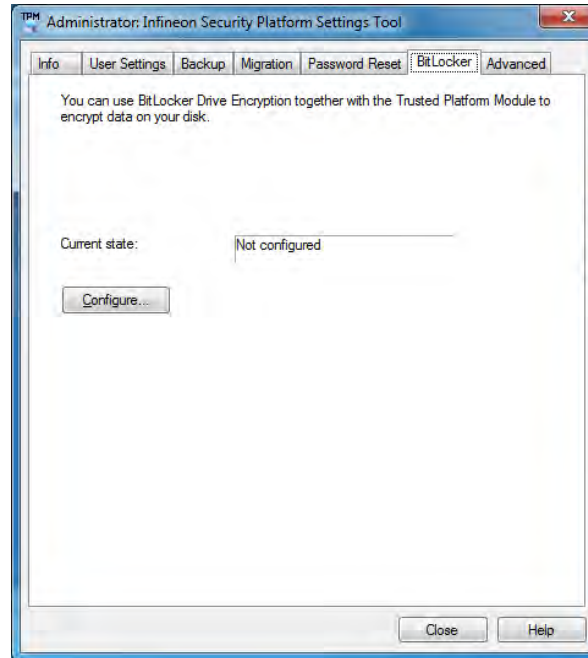 TPM Administrator: Infineon Security Platform Settings Tool
Info User Settings Backup Migration Password Reset BitLocker Advanced
You can use BitLocker Drive Encryption together with the Trusted Platform Module to
encrypt data on your disk.
Current state: Not configured
Configure...
Close Help